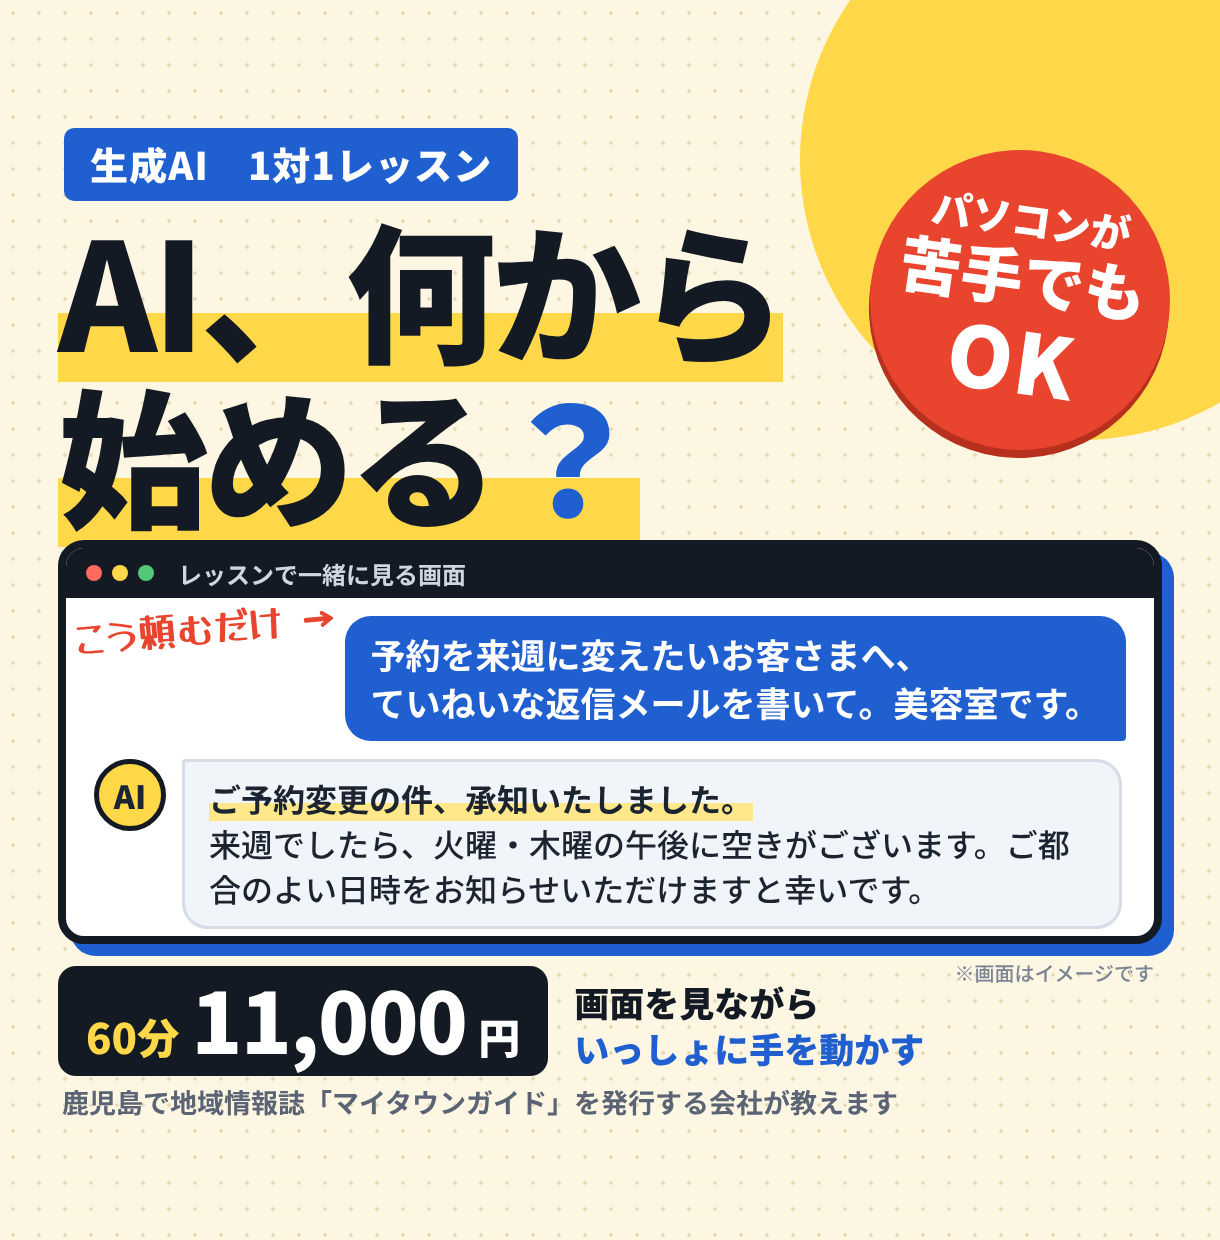 生成AI　1対1レッスン
パソコンが
苦手でも
OK
AI、何から
始める？
レッスンで一緒に見る画面
こう頼むだけ →
予約を来週に変えたいお客さまへ、
ていねいな返信メールを書いて。美容室です。
AI
ご予約変更の件、承知いたしました。
来週でしたら、火曜・木曜の午後に空きがございます。ご都
合のよい日時をお知らせいただけますと幸いです。
※画面はイメージです
60分 11,000 円
画面を見ながら
いっしょに手を動かす
鹿児島で地域情報誌「マイタウンガイド」を発行する会社が教えます